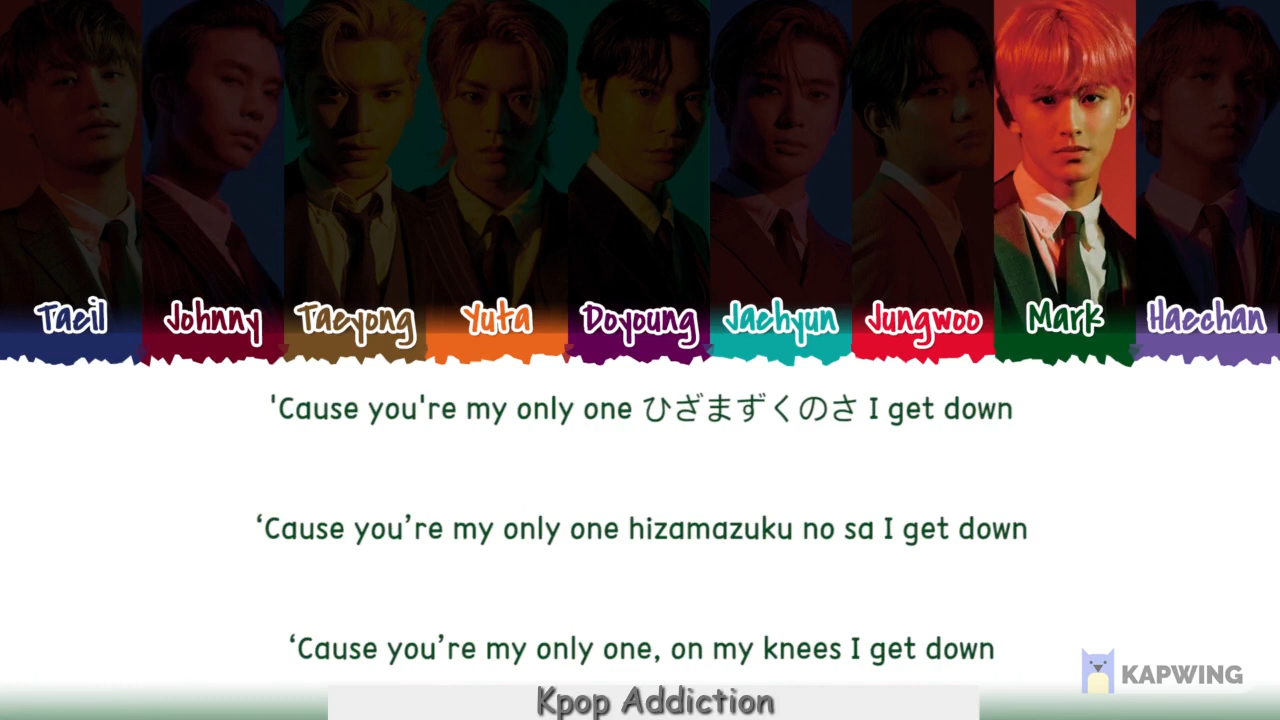 Taeil Johnny Taeyong Yuta Doyoung Jaehyun Jungwoo Mark Haechan
'Cause you're my only one ひざまずくのさ I get down
‘Cause you’re my only one hizamazuku no sa I get down
‘Cause you’re my only one, on my knees I get down
KAPWING
Kpop Addiction